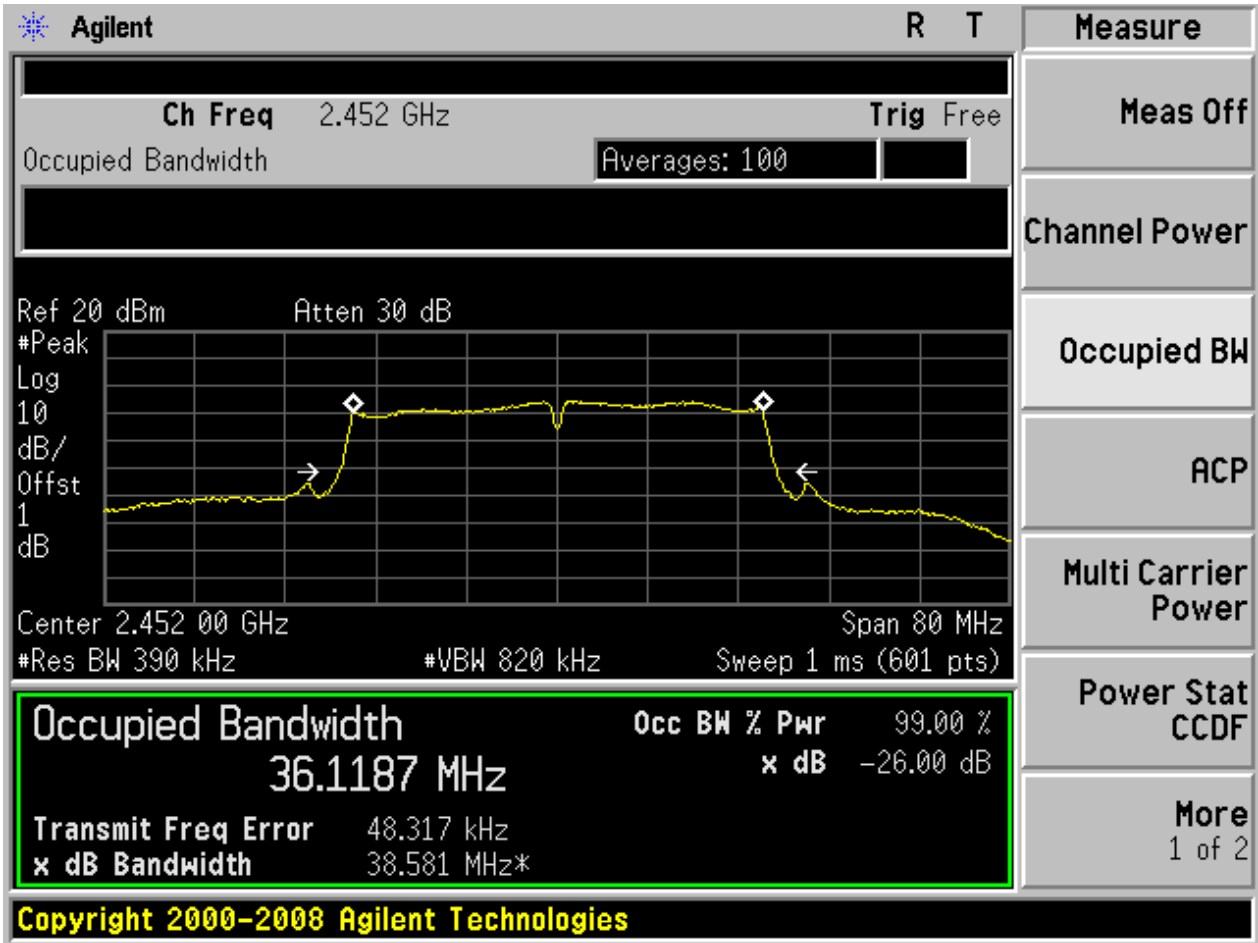 Agilent R T
Measure
Ch Freq 2.452 GHz Trig Free
Occupied Bandwidth Averages: 100
Meas Off
Channel Power
Occupied BW
ACP
Multi Carrier
Power
Power Stat
CCDF
More
1 of 2
Ref 20 dBm Atten 30 dB
#Peak
Log
10
dB/
Offst
1
dB
Center 2.452 00 GHz Span 80 MHz
#Res BW 390 kHz #VBW 820 kHz Sweep 1 ms (601 pts)
Occupied Bandwidth Occ BW % Pwr 99.00 %
36.1187 MHz x dB -26.00 dB
Transmit Freq Error 48.317 kHz
x dB Bandwidth 38.581 MHz*
Copyright 2000-2008 Agilent Technologies